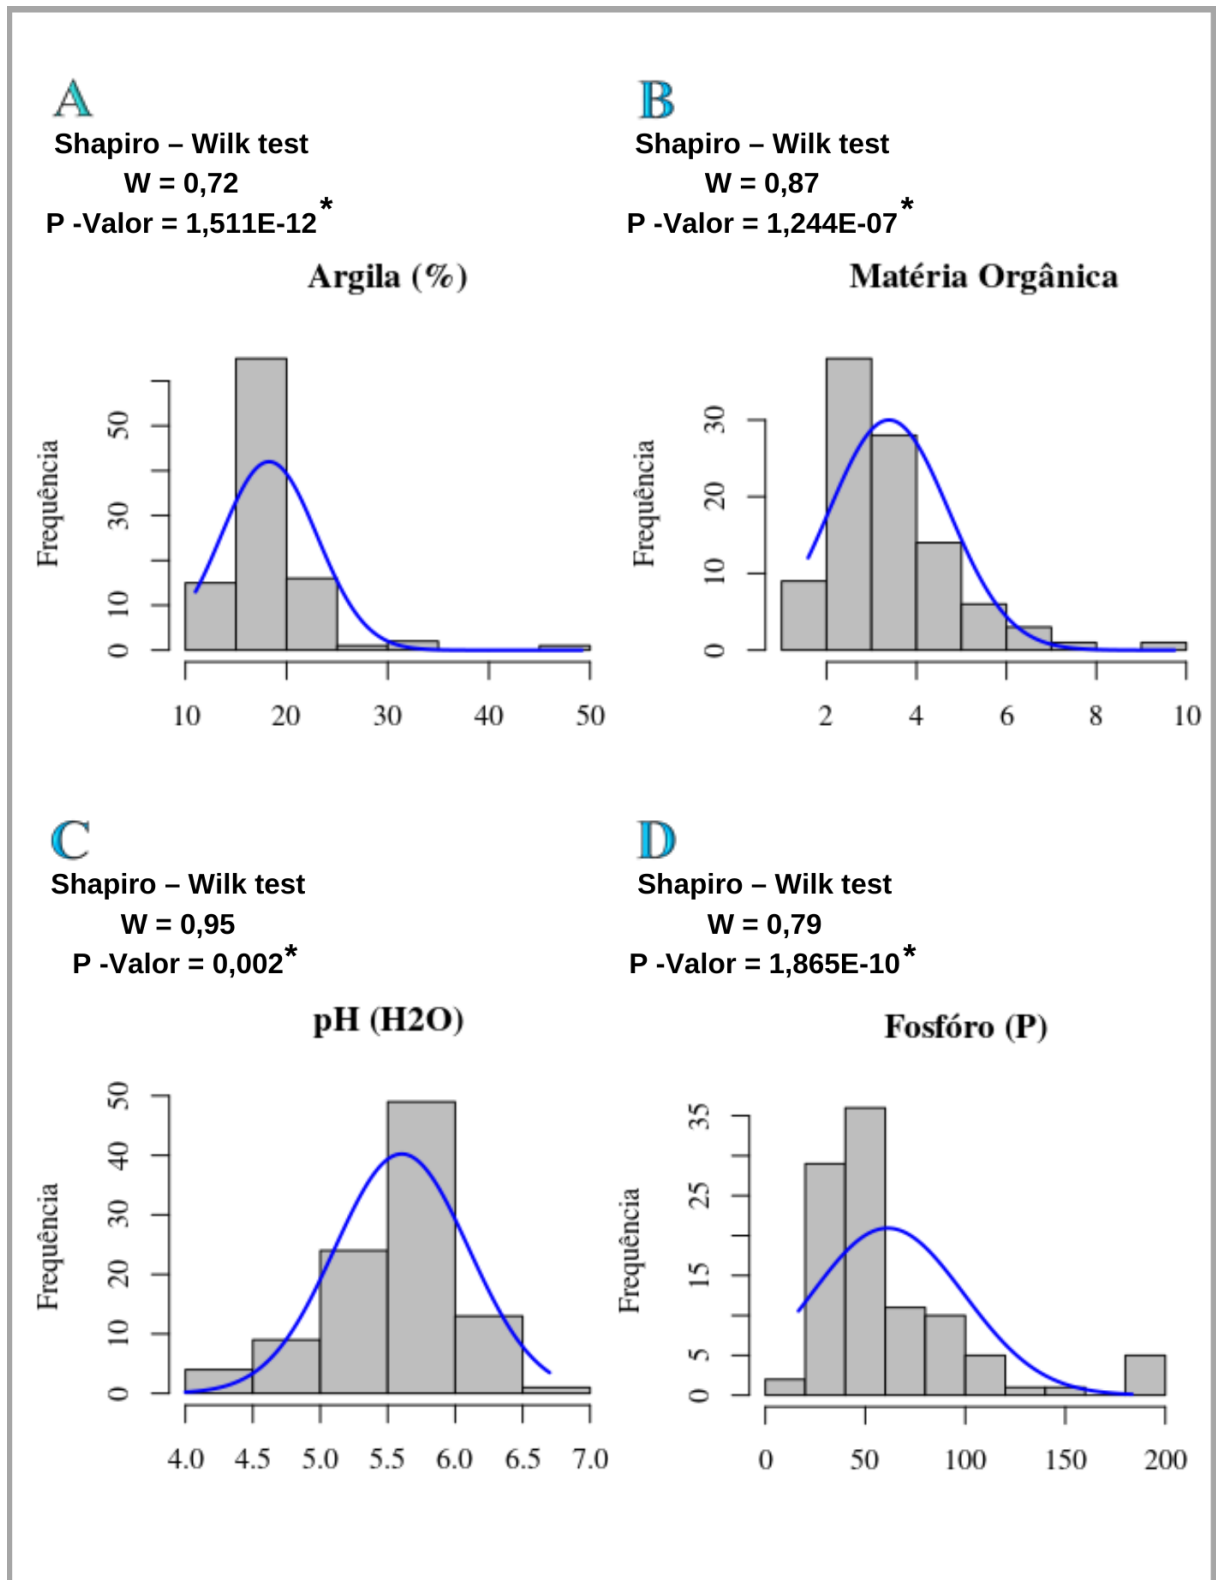 A
Shapiro – Wilk test
W = 0,72
P -Valor = 1,511E-12*
Argila (%)
Frequência
50
30
10
0
10 20 30 40 50
B
Shapiro – Wilk test
W = 0,87
P -Valor = 1,244E-07*
Matéria Orgânica
Frequência
30
20
10
0
2 4 6 8 10
C
Shapiro – Wilk test
W = 0,95
P -Valor = 0,002*
pH (H2O)
Frequência
50
40
30
20
10
0
4.0 4.5 5.0 5.5 6.0 6.5 7.0
D
Shapiro – Wilk test
W = 0,79
P -Valor = 1,865E-10*
Fosfóro (P)
Frequência
35
25
15
5
0
0 50 100 150 200